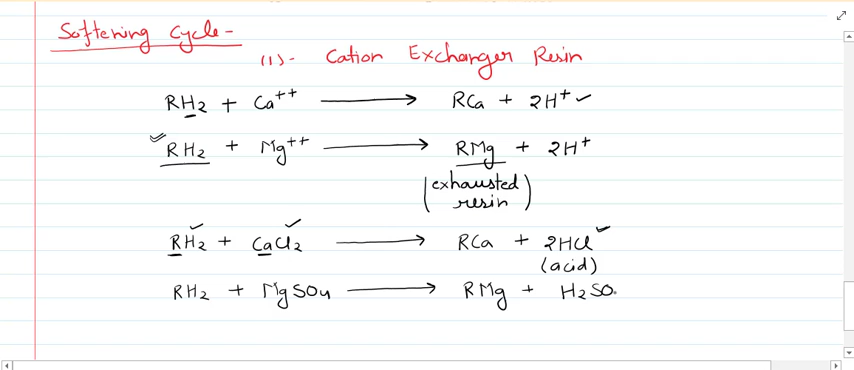 Softening Cycle-
(1)- Cation Exchanger Resin
RH2 + Ca++ ⟶ RCa + 2H+ ✓
RH2 + Mg++ ⟶ RMg + 2H+
(exhausted resin)
RH2 + CaCl2 ⟶ RCa + 2HCl
(acid)
RH2 + MgSO4 ⟶ RMg + H2SO